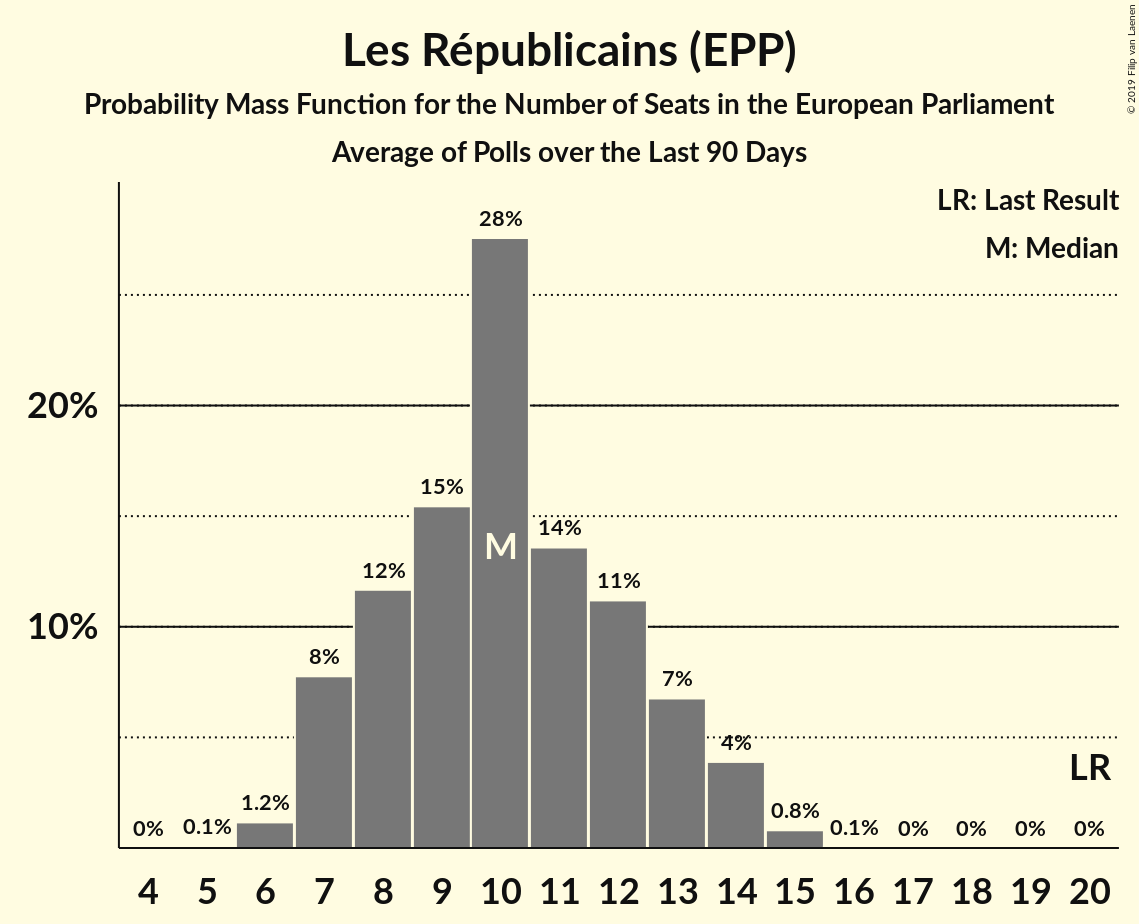 Les Républicains (EPP)
Probability Mass Function for the Number of Seats in the European Parliament
Average of Polls over the Last 90 Days
© 2019 Filip van Laenen
LR: Last Result
M: Median
28%
20%
15%
14%
M
12%
11%
10%
8%
7%
4%
LR
1.2%
0.8%
0% 0.1% 0.1% 0% 0% 0% 0%
4 5 6 7 8 9 10 11 12 13 14 15 16 17 18 19 20